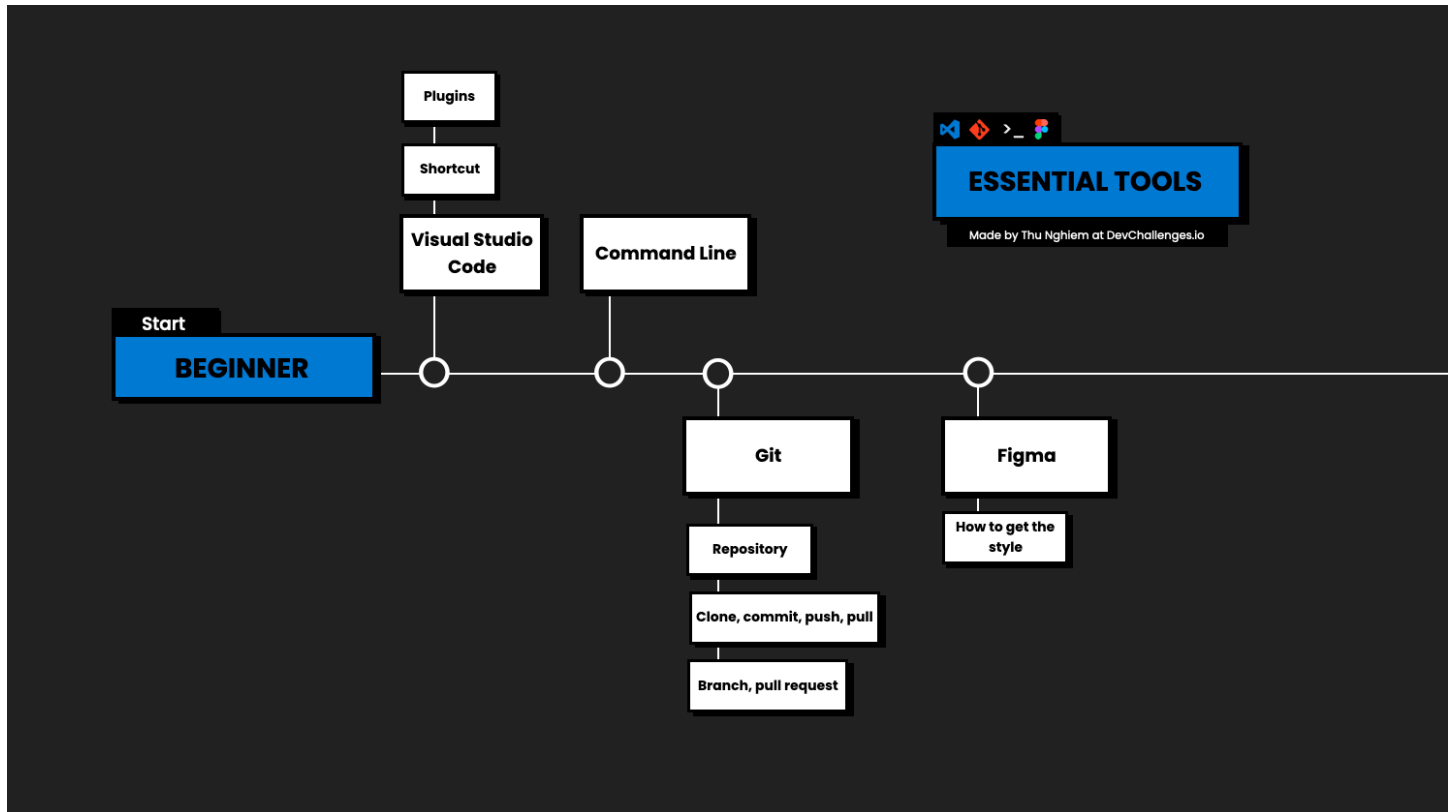 Plugins
Shortcut
Visual Studio
Code
Command Line
ESSENTIAL TOOLS
Made by Thu Nghiem at DevChallenges.io
Start
BEGINNER
Git
Repository
Clone, commit, push, pull
Branch, pull request
Figma
How to get the
style